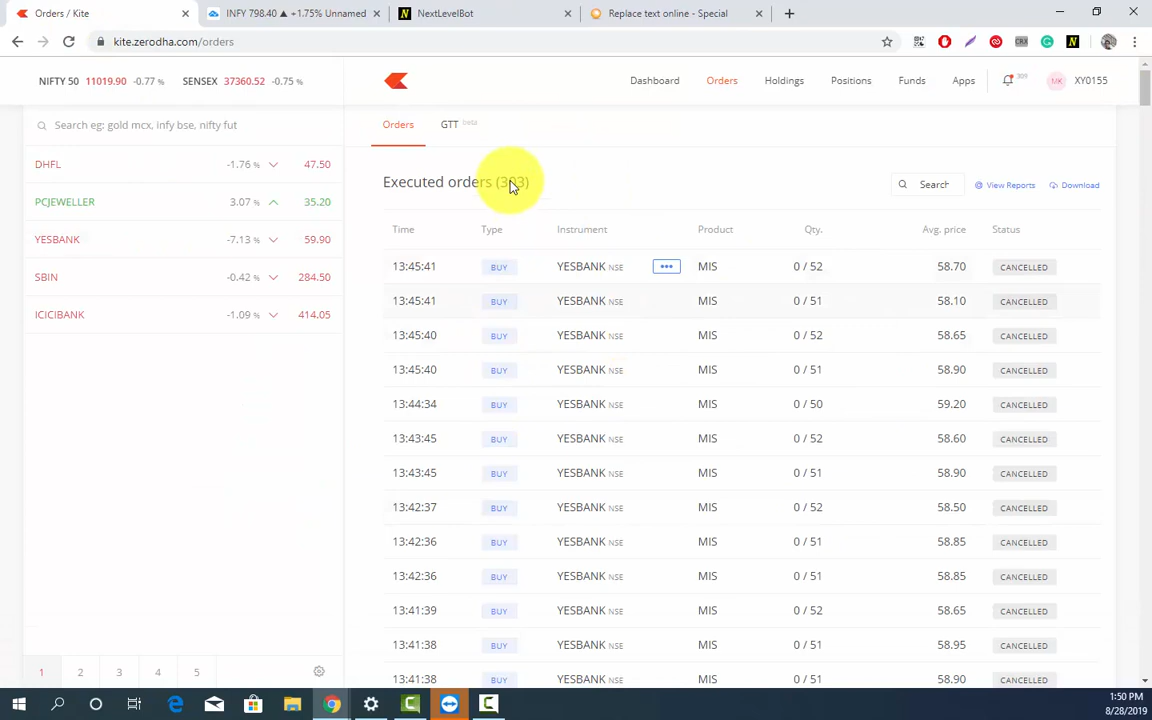 Orders / Kite
INFY 798.40 ▲ +1.75% Unnamed
NextLevelBot
Replace text online - Special
kite.zerodha.com/orders
NIFTY 50 11019.90 -0.77 %
SENSEX 37360.52 -0.75 %
Dashboard
Orders
Holdings
Positions
Funds
Apps
309
MK
XY0155
Search eg: gold mcx, infy bse, nifty fut
DHFL -1.76 % 47.50
PCJEWELLER 3.07 % 35.20
YESBANK -7.13 % 59.90
SBIN -0.42 % 284.50
ICICIBANK -1.09 % 414.05
1 2 3 4 5
Orders
GTT beta
Executed orders (303)
Search
View Reports
Download
Time Type Instrument Product Qty. Avg. price Status
13:45:41 BUY YESBANK NSE ••• MIS 0 / 52 58.70 CANCELLED
13:45:41 BUY YESBANK NSE MIS 0 / 51 58.10 CANCELLED
13:45:40 BUY YESBANK NSE MIS 0 / 52 58.65 CANCELLED
13:45:40 BUY YESBANK NSE MIS 0 / 51 58.90 CANCELLED
13:44:34 BUY YESBANK NSE MIS 0 / 50 59.20 CANCELLED
13:43:45 BUY YESBANK NSE MIS 0 / 52 58.60 CANCELLED
13:43:45 BUY YESBANK NSE MIS 0 / 51 58.90 CANCELLED
13:42:37 BUY YESBANK NSE MIS 0 / 52 58.50 CANCELLED
13:42:36 BUY YESBANK NSE MIS 0 / 51 58.85 CANCELLED
13:42:36 BUY YESBANK NSE MIS 0 / 51 58.85 CANCELLED
13:41:39 BUY YESBANK NSE MIS 0 / 52 58.65 CANCELLED
13:41:38 BUY YESBANK NSE MIS 0 / 51 58.95 CANCELLED
13:41:38 BUY YESBANK NSE MIS 0 / 51 58.90 CANCELLED
1:50 PM
8/28/2019